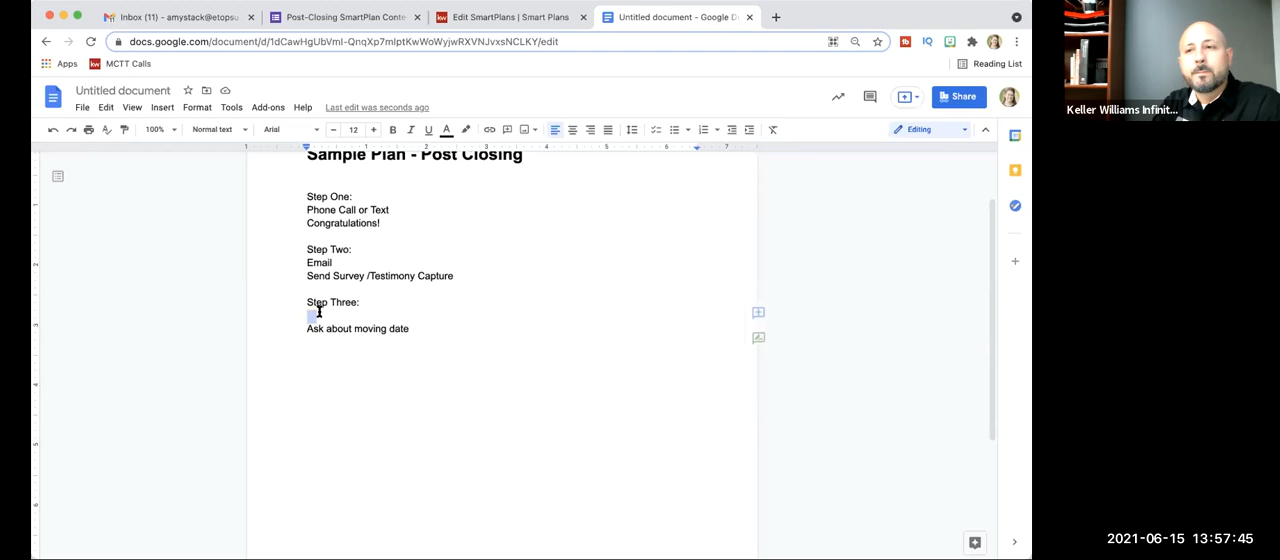 Inbox (11) - amystack@etopsu
Post-Closing SmartPlan Conte
Edit SmartPlans | Smart Plans
Untitled document - Google D
docs.google.com/document/d/1dCawHgUbVmI-QnqXp7mIptKwWoWyjwRXVNJvxsNCLKY/edit
Apps
MCTT Calls
Reading List
Untitled document
File Edit View Insert Format Tools Add-ons Help Last edit was seconds ago
Share
100% Normal text Arial 12 Editing
Sample Plan - Post Closing
Step One:
Phone Call or Text
Congratulations!
Step Two:
Email
Send Survey /Testimony Capture
Step Three:
Ask about moving date
Keller Williams Infinit...
2021-06-15 13:57:45